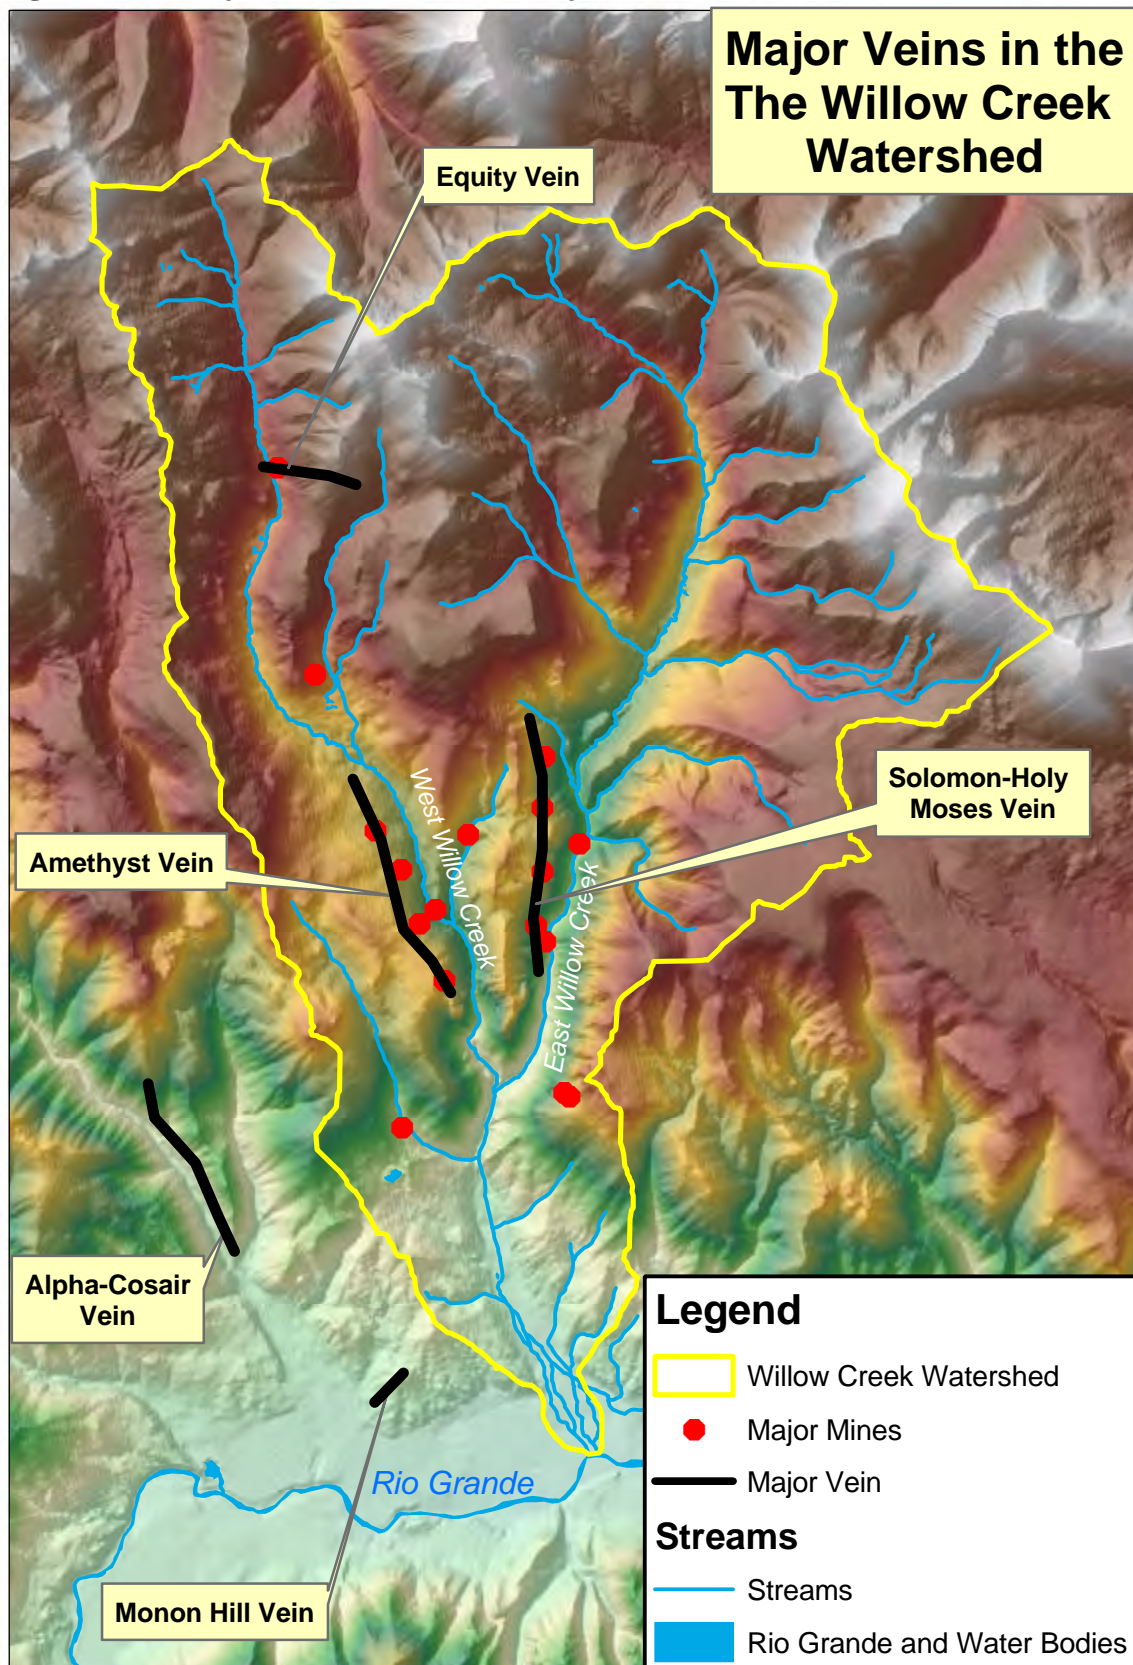 Major Veins in the
The Willow Creek
Watershed
Equity Vein
Solomon-Holy
Moses Vein
Amethyst Vein
West Willow Creek
East Willow Creek
Alpha-Cosair
Vein
Rio Grande
Monon Hill Vein
Legend
Willow Creek Watershed
Major Mines
Major Vein
Streams
Streams
Rio Grande and Water Bodies